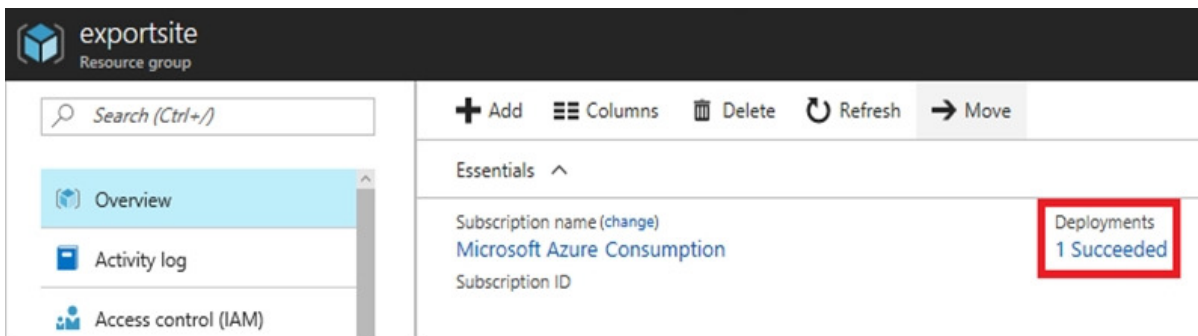 exportsite
Resource group
Search (Ctrl+/)
Overview
Activity log
Access control (IAM)
Add Columns Delete Refresh Move
Essentials
Subscription name (change)
Microsoft Azure Consumption
Subscription ID
Deployments
1 Succeeded